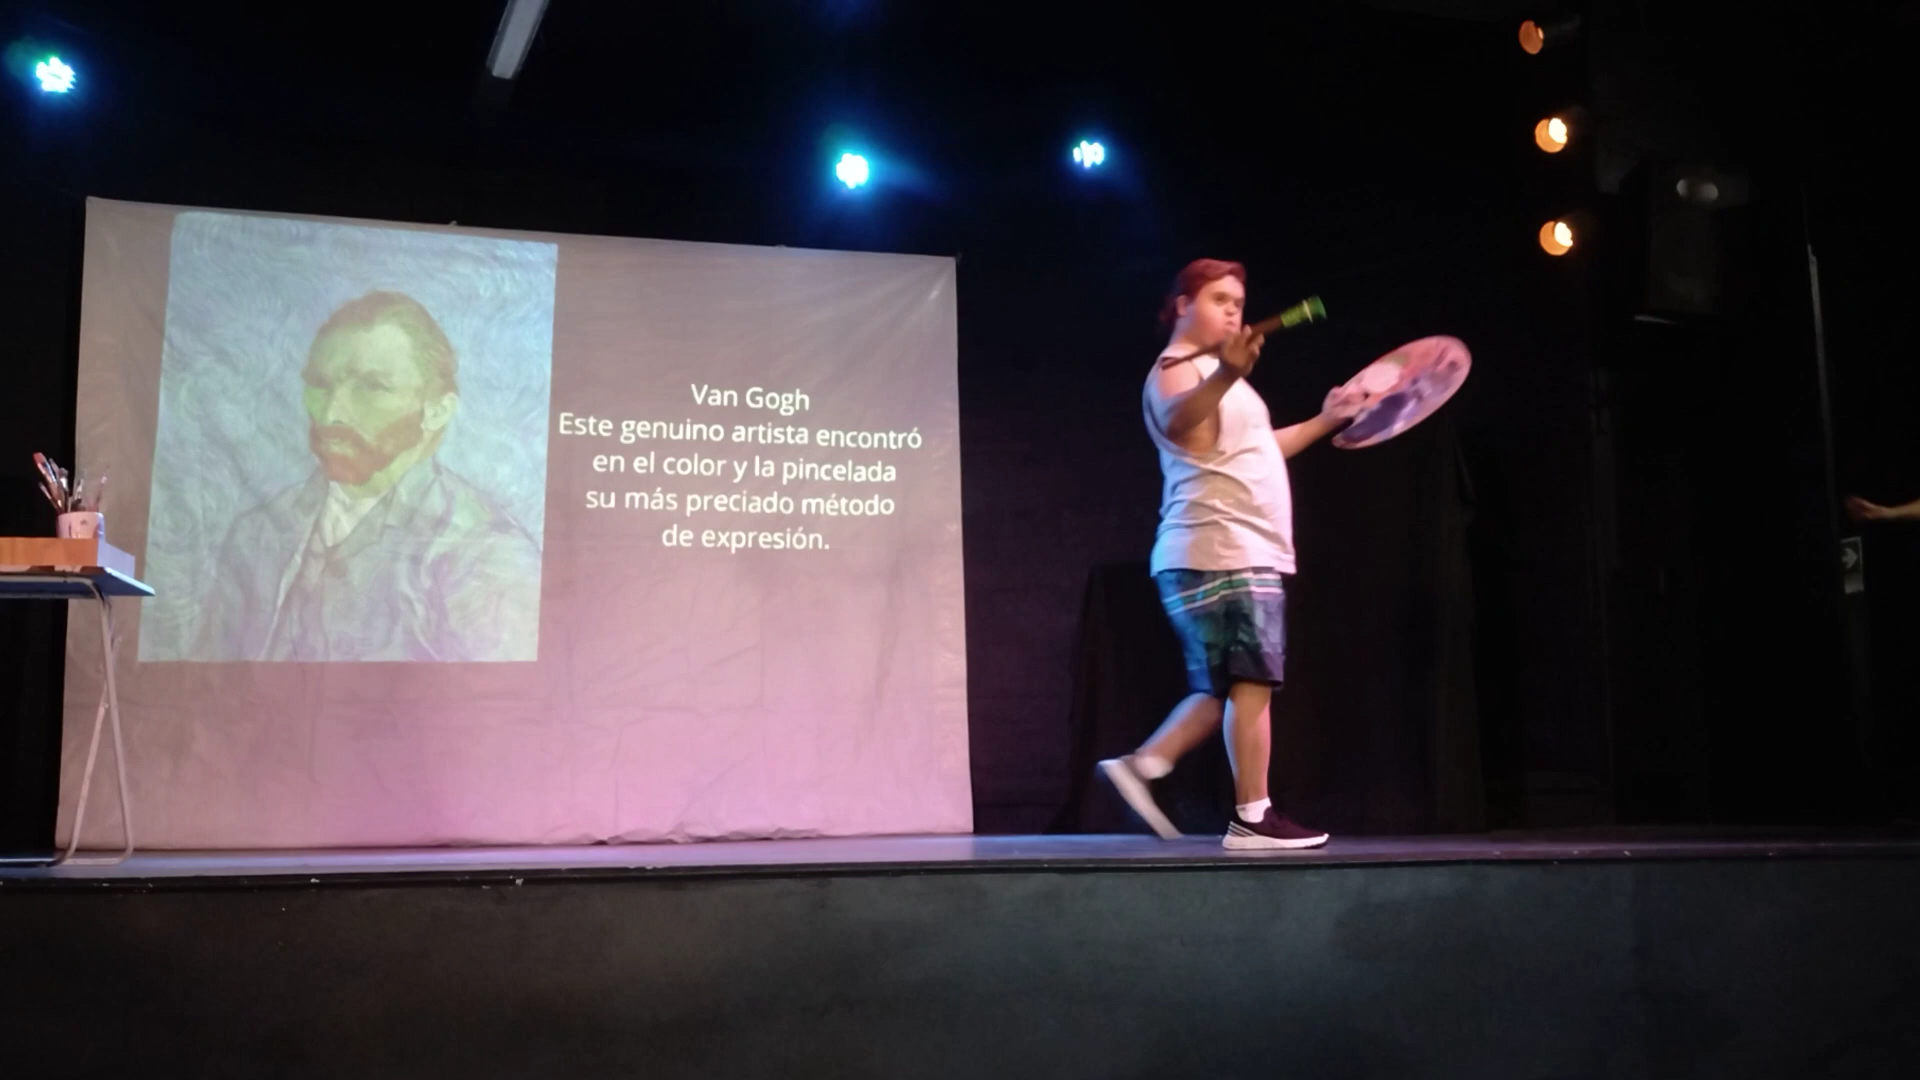 Van Gogh
Este genuino artista encontró
en el color y la pincelada
su más preciado método
de expresión.